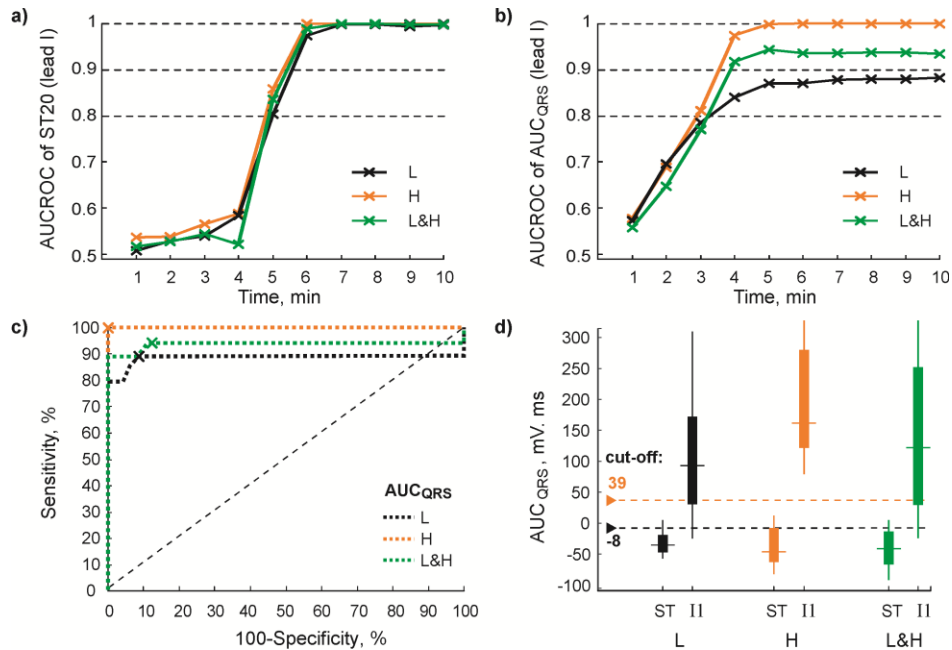 a)
AUCROC of ST20 (lead I)
1
0.9
0.8
0.7
0.6
0.5
L
H
L&H
1 2 3 4 5 6 7 8 9 10
Time, min
b)
AUCROC of AUCQRS (lead I)
1
0.9
0.8
0.7
0.6
0.5
L
H
L&H
1 2 3 4 5 6 7 8 9 10
Time, min
c)
Sensitivity, %
100
90
80
70
60
50
40
30
20
10
0
AUCQRS
L
H
L&H
0 10 20 30 40 50 60 70 80 90 100
100-Specificity, %
d)
AUC QRS, mV. ms
300
250
200
150
100
50
0
-50
-100
cut-off:
39
-8
ST I1 ST I1 ST I1
L H L&H